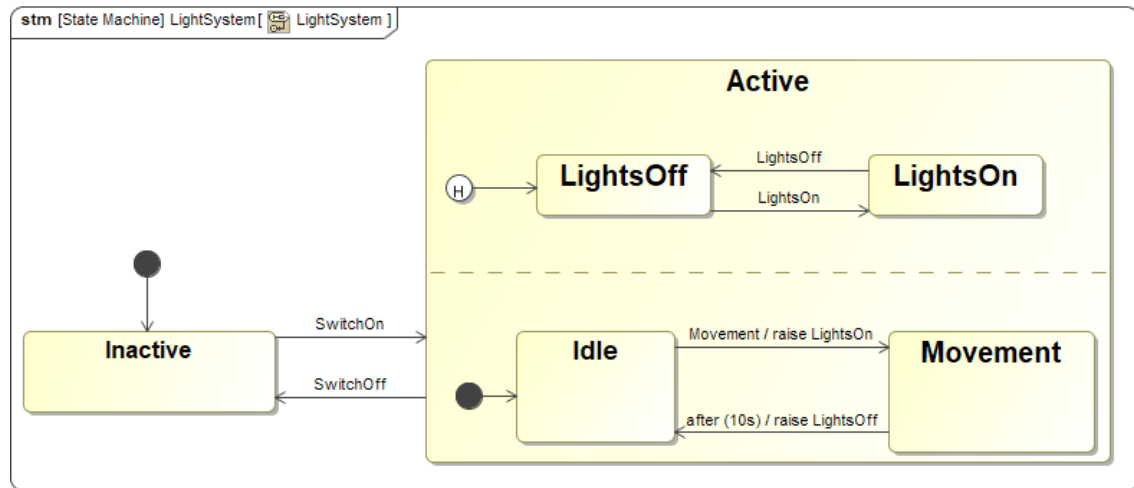 stm [State Machine] LightSystem [ LightSystem ]
Active
LightsOff
LightsOff
LightsOn
H
LightsOn
Inactive
SwitchOn
SwitchOff
Idle
Movement / raise LightsOn
Movement
after (10s) / raise LightsOff